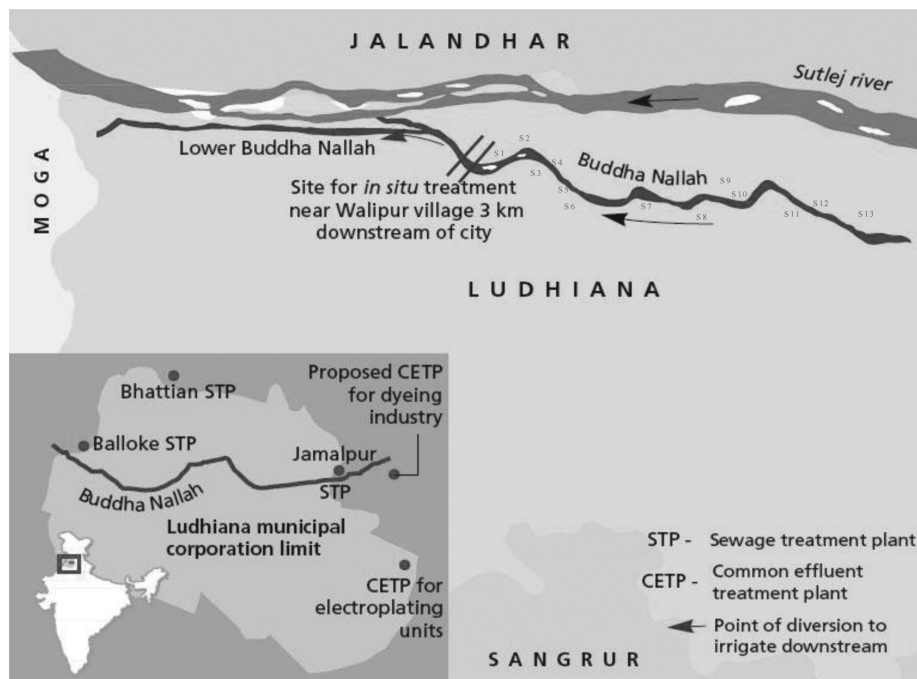 JALANDHAR
Sutlej river
Lower Buddha Nallah
Buddha Nallah
S1
S2
S3
S4
S5
S6
S7
S8
S9
S10
S11
S12
S13
Site for in situ treatment
near Walipur village 3 km
downstream of city
MOGA
LUDHIANA
Bhattian STP
Proposed CETP
for dyeing
industry
Balloke STP
Jamalpur
STP
Buddha Nallah
Ludhiana municipal
corporation limit
CETP for
electroplating
units
STP - Sewage treatment plant
CETP - Common effluent
treatment plant
Point of diversion to
irrigate downstream
SANGRUR